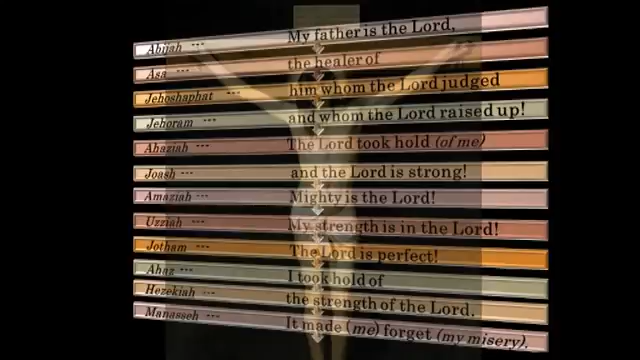 Abijah --- My father is the Lord,
Asa --- the healer of
Jehoshaphat --- him whom the Lord judged
Jehoram --- and whom the Lord raised up!
Ahaziah --- The Lord took hold (of me)
Joash --- and the Lord is strong!
Amaziah --- Mighty is the Lord!
Uzziah --- My strength is in the Lord!
Jotham --- The Lord is perfect!
Ahaz --- I took hold of
Hezekiah --- the strength of the Lord.
Manasseh --- It made (me) forget (my misery).